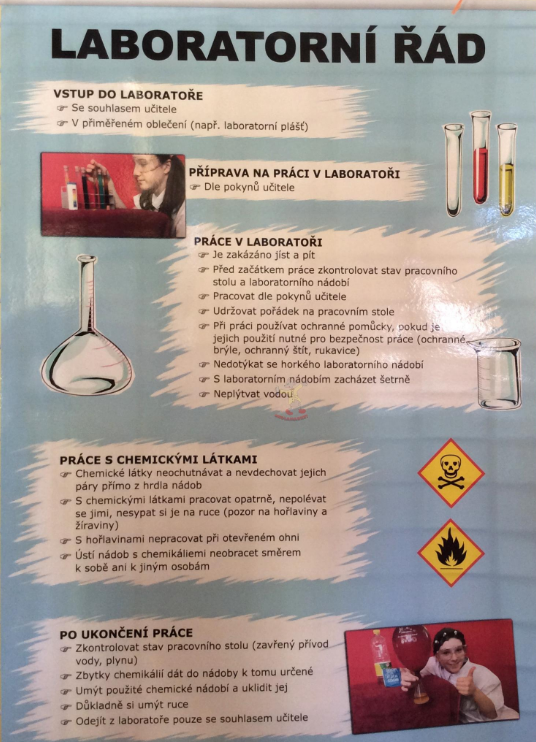 LABORATORNÍ ŘÁD
VSTUP DO LABORATOŘE
☞ Se souhlasem učitele
☞ V přiměřeném oblečení (např. laboratorní plášť)
PŘÍPRAVA NA PRÁCI V LABORATOŘI
☞ Dle pokynů učitele
PRÁCE V LABORATOŘI
☞ Je zakázáno jíst a pít
☞ Před začátkem práce zkontrolovat stav pracovního
stolu a laboratorního nádobí
☞ Pracovat dle pokynů učitele
☞ Udržovat pořádek na pracovním stole
☞ Při práci používat ochranné pomůcky, pokud je
jejich použití nutné pro bezpečnost práce (ochranné
brýle, ochranný štít, rukavice)
☞ Nedotýkat se horkého laboratorního nádobí
☞ S laboratorním nádobím zacházet šetrně
☞ Neplýtvat vodou
PRÁCE S CHEMICKÝMI LÁTKAMI
☞ Chemické látky neochutnávat a nevdechovat jejich
páry přímo z hrdla nádob
☞ S chemickými látkami pracovat opatrně, nepolévat
se jimi, nesypat si je na ruce (pozor na hořlaviny a
žíraviny)
☞ S hořlavinami nepracovat při otevřeném ohni
☞ Ústí nádob s chemikáliemi neobracet směrem
k sobě ani k jiným osobám
PO UKONČENÍ PRÁCE
☞ Zkontrolovat stav pracovního stolu (zavřený přívod
vody, plynu)
☞ Zbytky chemikálií dát do nádoby k tomu určené
☞ Umýt použité chemické nádobí a uklidit jej
☞ Důkladně si umýt ruce
☞ Odejít z laboratoře pouze se souhlasem učitele